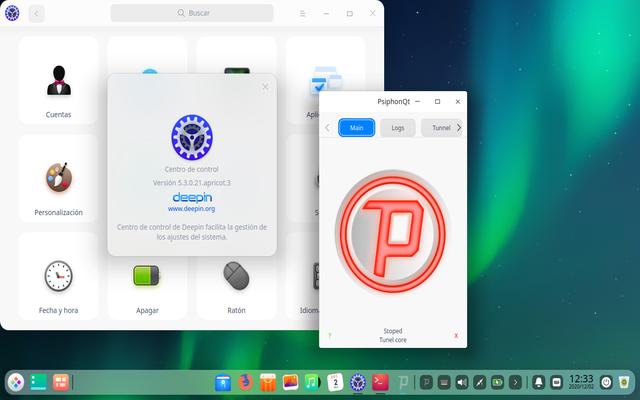 Buscar
Cuentas
Personalización
Fecha y hora
Apagar
Ratón
Centro de control
Versión 5.3.0.21.apricot.3
deepin
www.deepin.org
Centro de control de Deepin facilita la gestión de
los ajustes del sistema.
PsiphonQt
Main
Logs
Tunnel
?
Stoped
Tunel core
X
2
12:33
2020/12/02